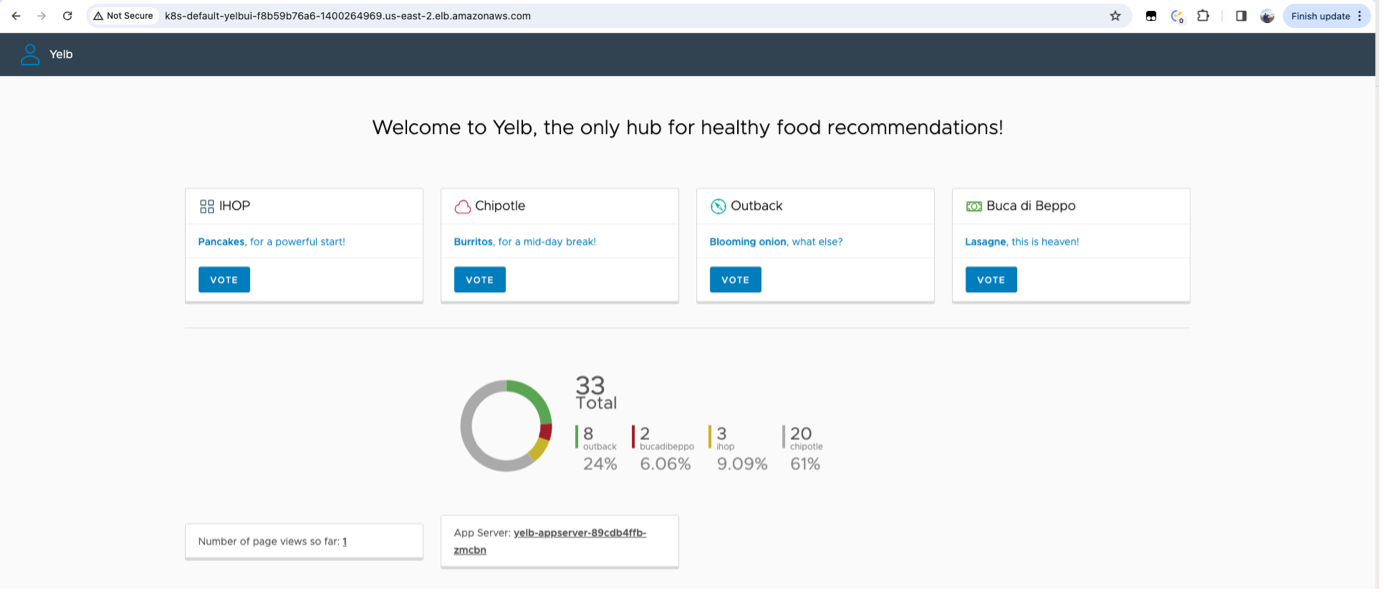 Not Secure k8s-default-yelbui-f8b59b76a6-1400264969.us-east-2.elb.amazonaws.com
Finish update
Yelb
Welcome to Yelb, the only hub for healthy food recommendations!
IHOP
Pancakes, for a powerful start!
VOTE
Chipotle
Burritos, for a mid-day break!
VOTE
Outback
Blooming onion, what else?
VOTE
Buca di Beppo
Lasagne, this is heaven!
VOTE
33
Total
8
outback
24%
2
bucadibeppo
6.06%
3
ihop
9.09%
20
chipotle
61%
Number of page views so far: 1
App Server: yelb-appserver-89cdb4ffb-
zmcbn